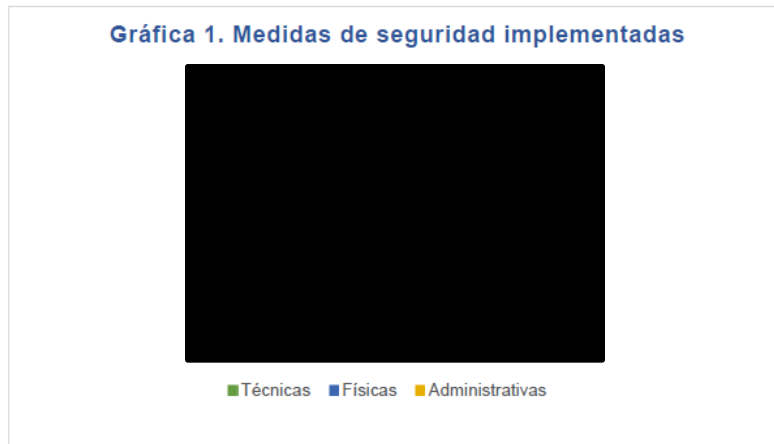 Gráfica 1. Medidas de seguridad implementadas
Técnicas Físicas Administrativas